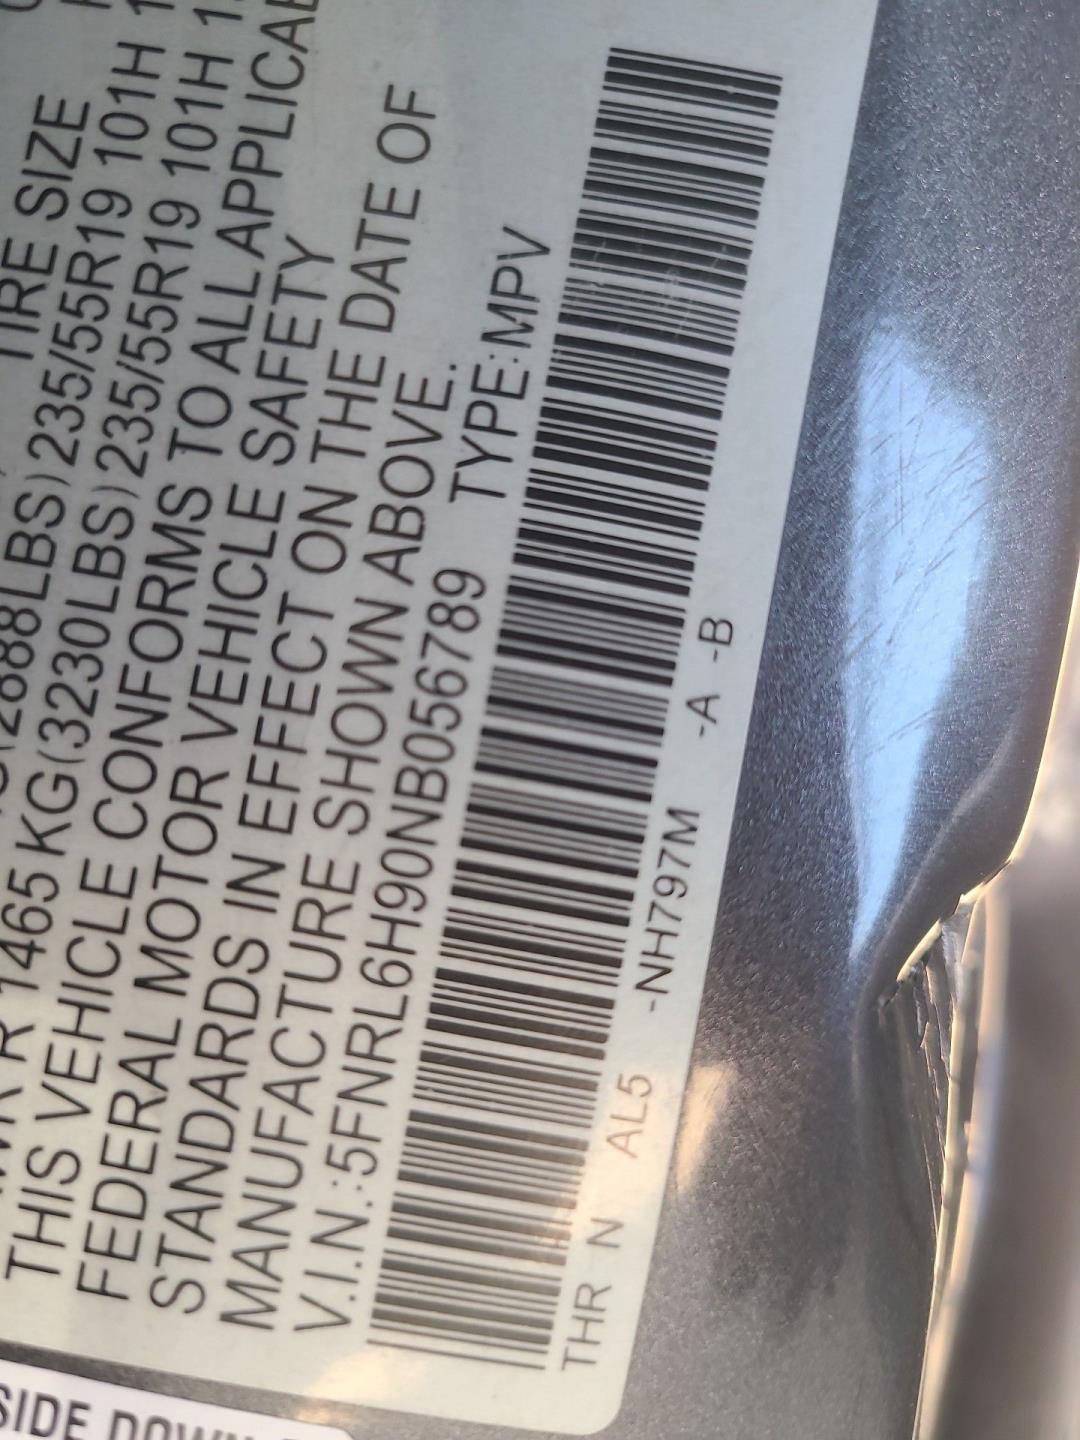 TIRE SIZE
(2888LBS) 235/55R19 101H
1465 KG(3230LBS) 235/55R19 101H
THIS VEHICLE CONFORMS TO ALL APPLICABLE
FEDERAL MOTOR VEHICLE SAFETY
STANDARDS IN EFFECT ON THE DATE OF
MANUFACTURE SHOWN ABOVE.
V.I.N.:5FNRL6H90NB056789 TYPE:MPV
THR N AL5 -NH797M -A -B
SIDE DOWN